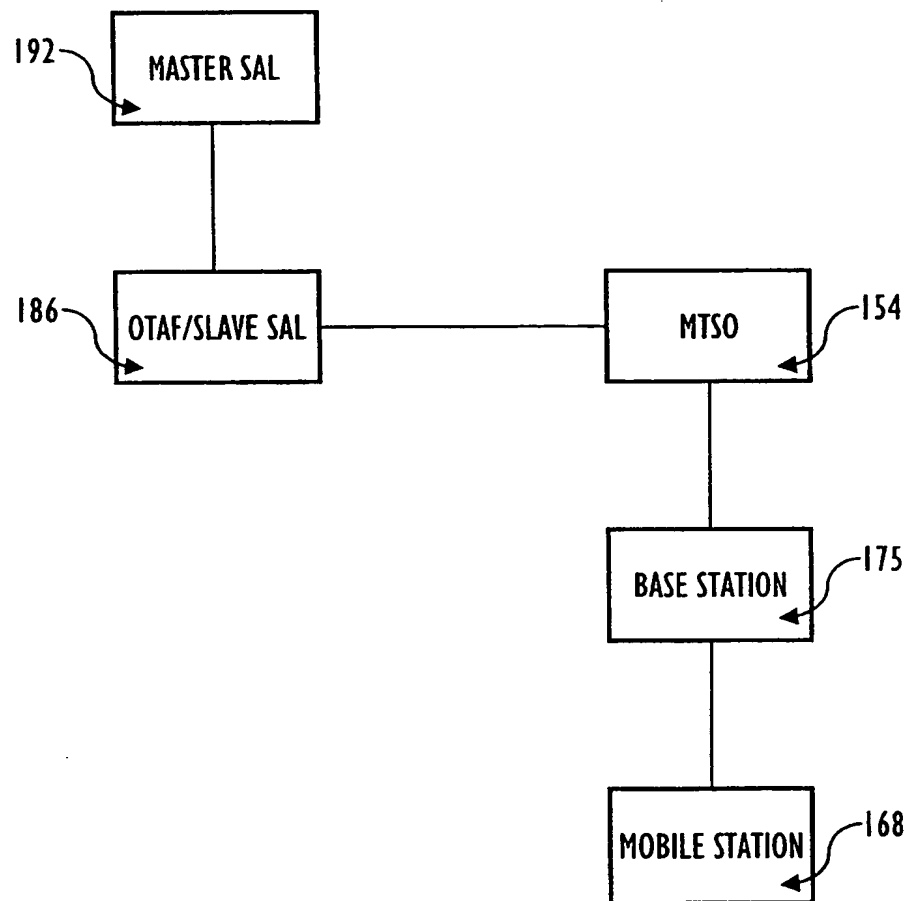 192
MASTER SAL
186
OTAF/SLAVE SAL
MTSO
154
BASE STATION
175
MOBILE STATION
168